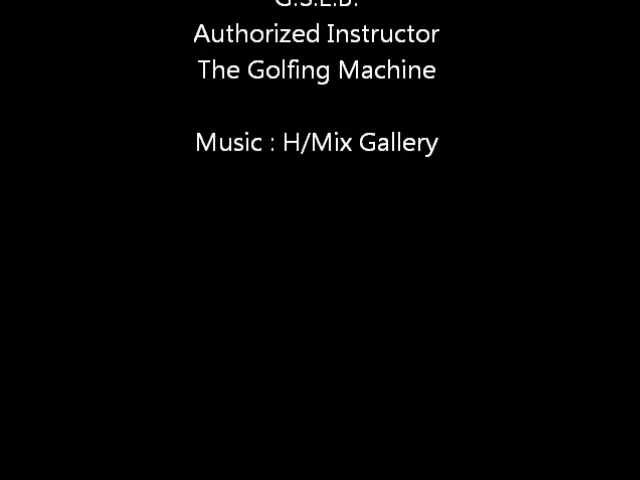 G.S.E.B.
Authorized Instructor
The Golfing Machine
Music : H/Mix Gallery